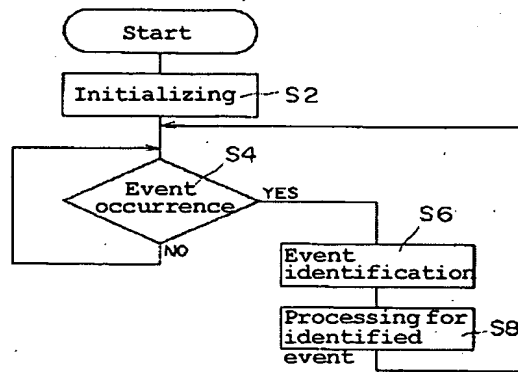 Start
Initializing
S2
S4
Event
occurrence
YES
NO
S6
Event
identification
Processing for
identified
event
S8